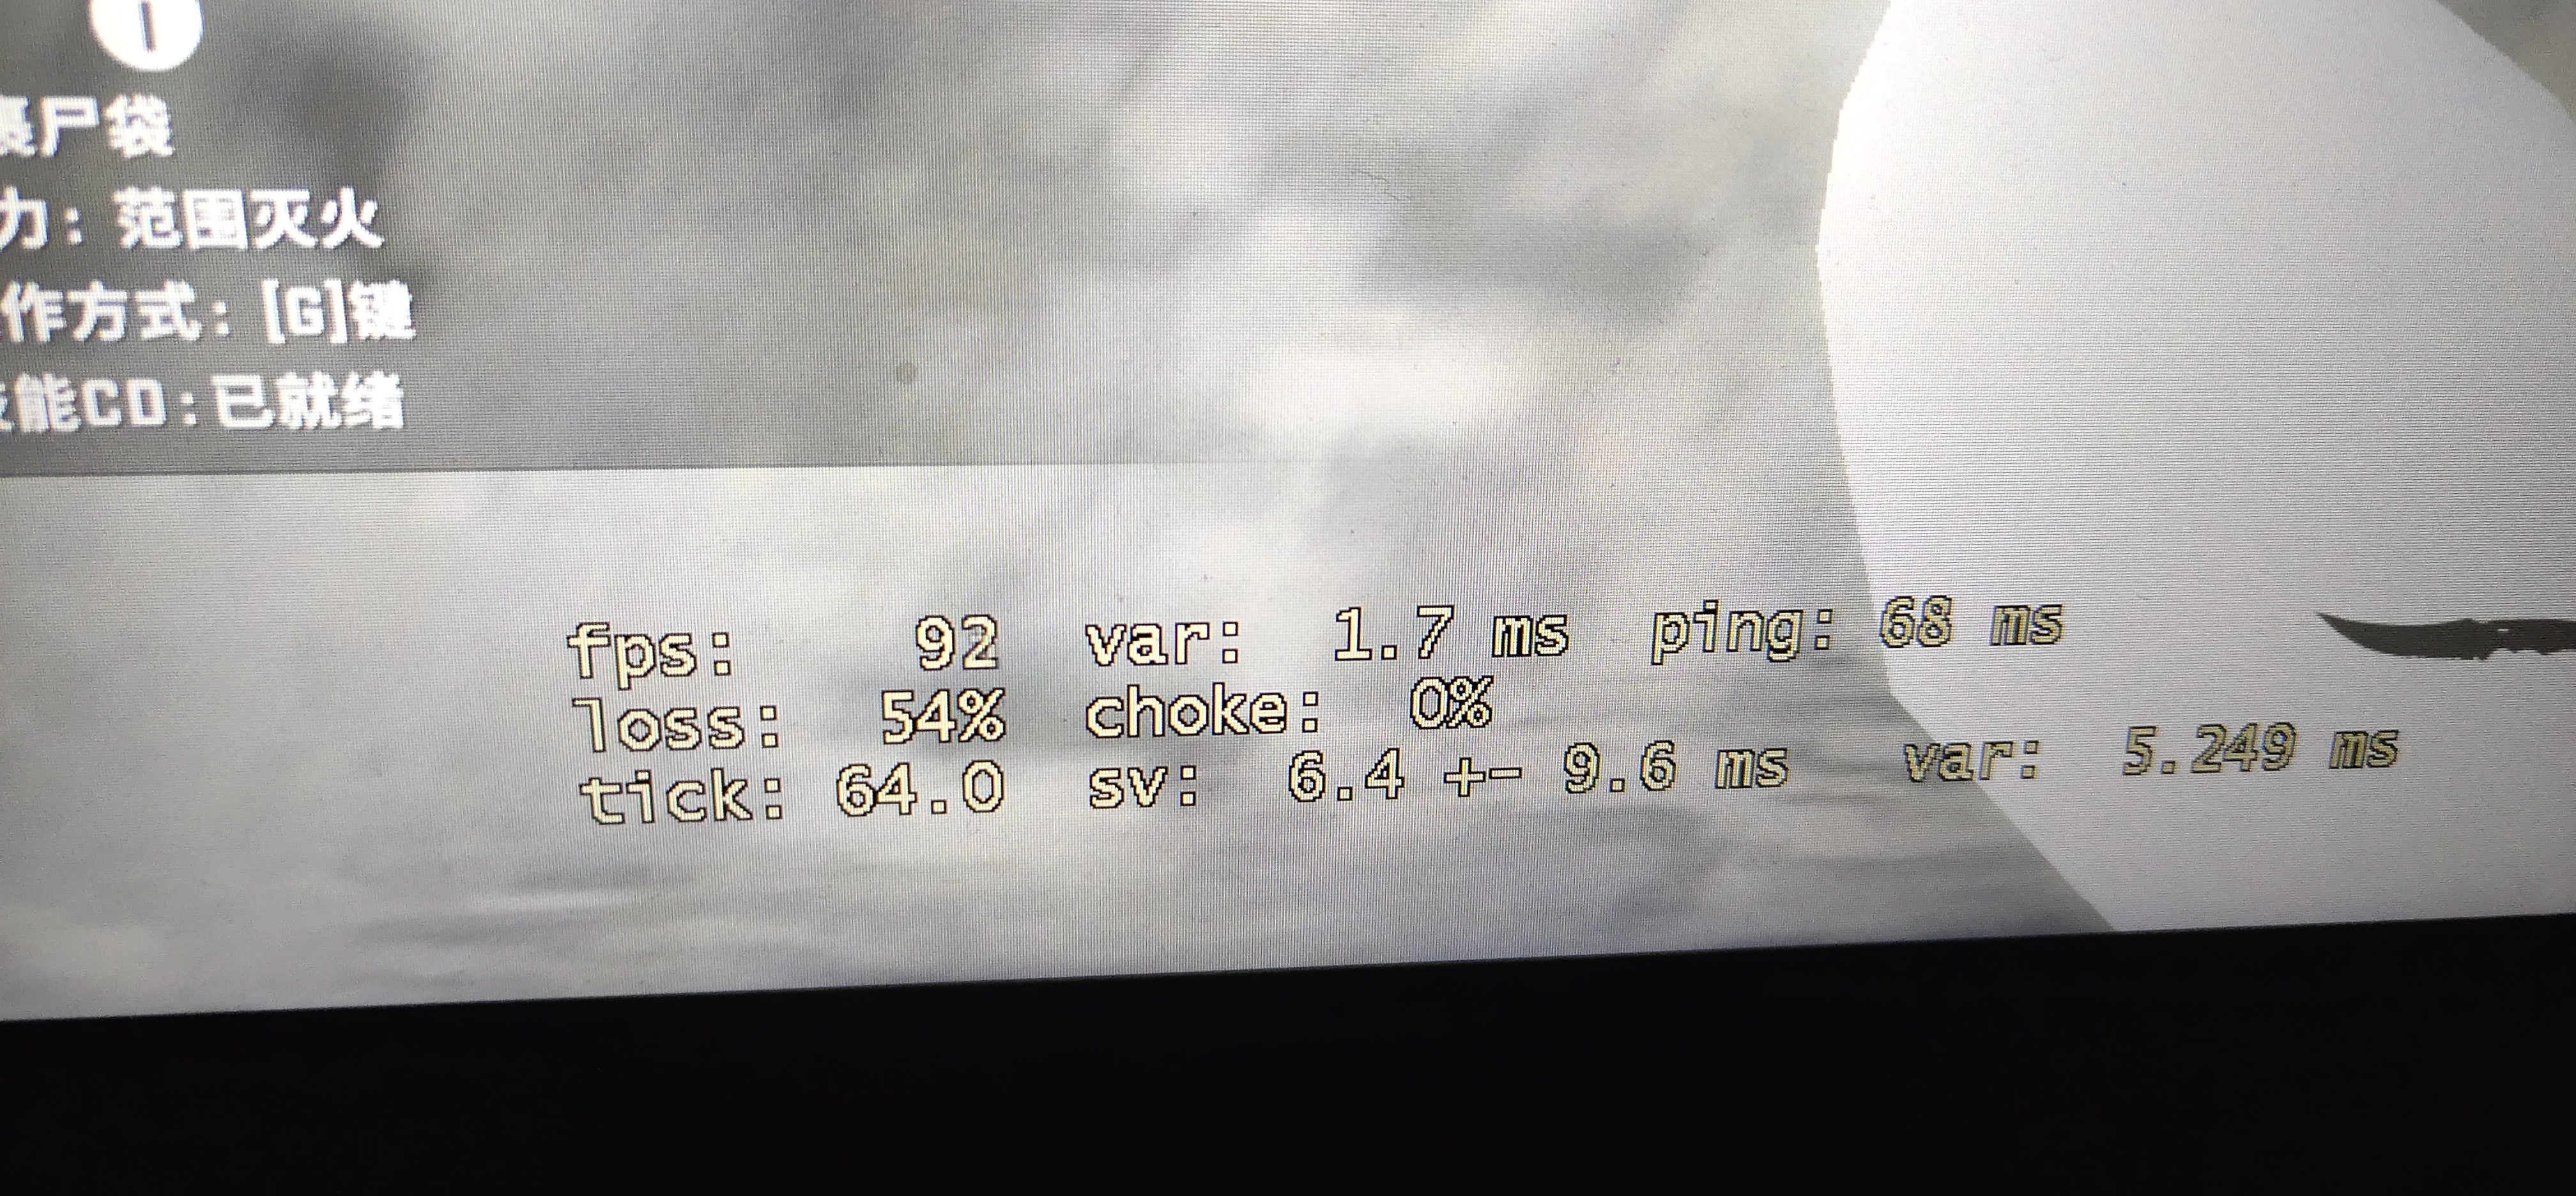 裹尸袋
力：范围灭火
作方式：[G]键
能CD:已就绪
fps: 92 var: 1.7 ms ping: 68 ms
loss: 54% choke: 0%
tick: 64.0 sv: 6.4 +- 9.6 ms var: 5.249 ms